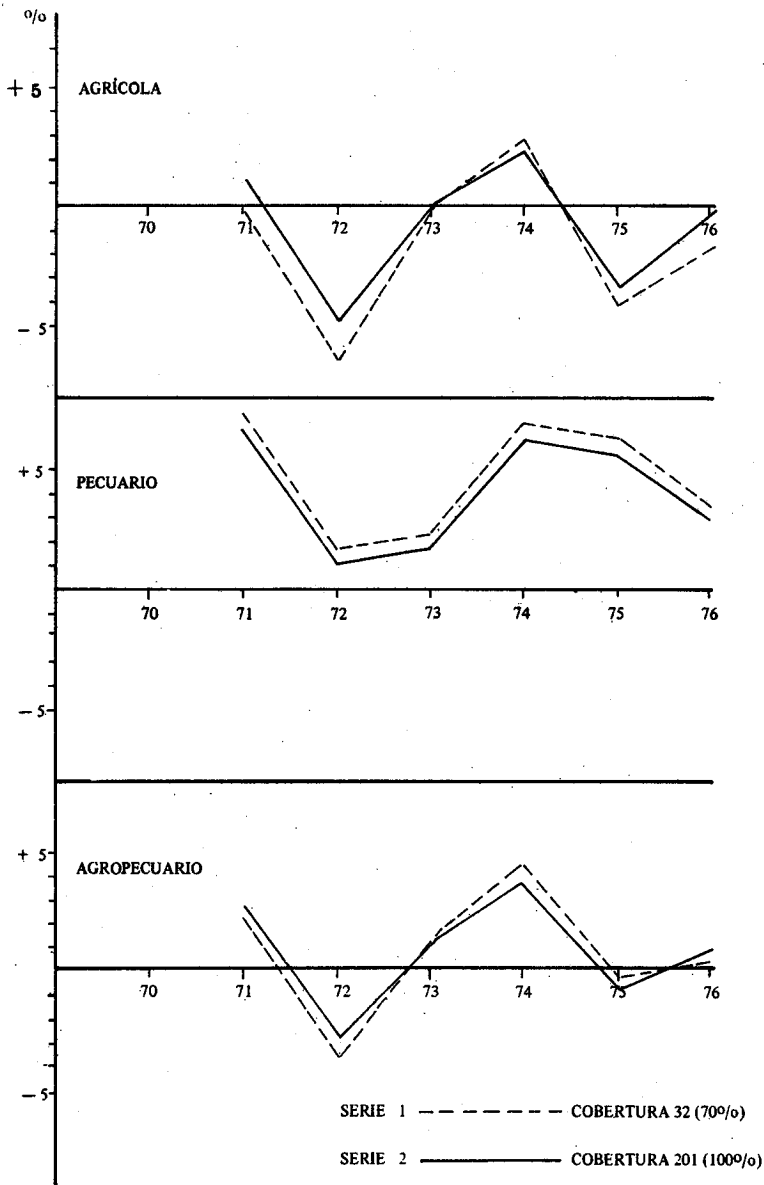 o/o
+ 5
AGRÍCOLA
70 71 72 73 74 75 76
— 5
+ 5
PECUARIO
70 71 72 73 74 75 76
— 5
+ 5
AGROPECUARIO
70 71 72 73 74 75 76
— 5
SERIE 1 COBERTURA 32 (70o/o)
SERIE 2 COBERTURA 201 (100o/o)